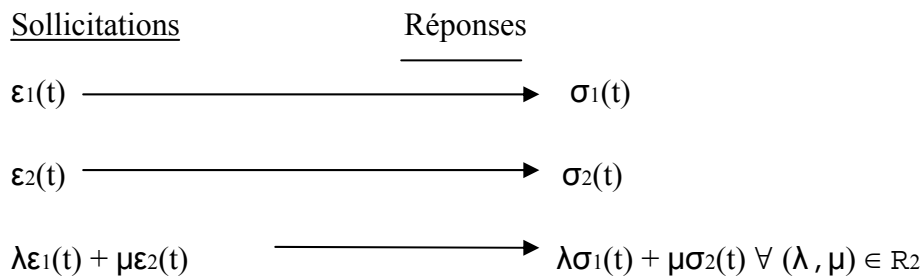 Sollicitations Réponses
ε1(t) σ1(t)
ε2(t) σ2(t)
λε1(t) + με2(t) λσ1(t) + μσ2(t) ∀ (λ , μ) ∈ ℝ2